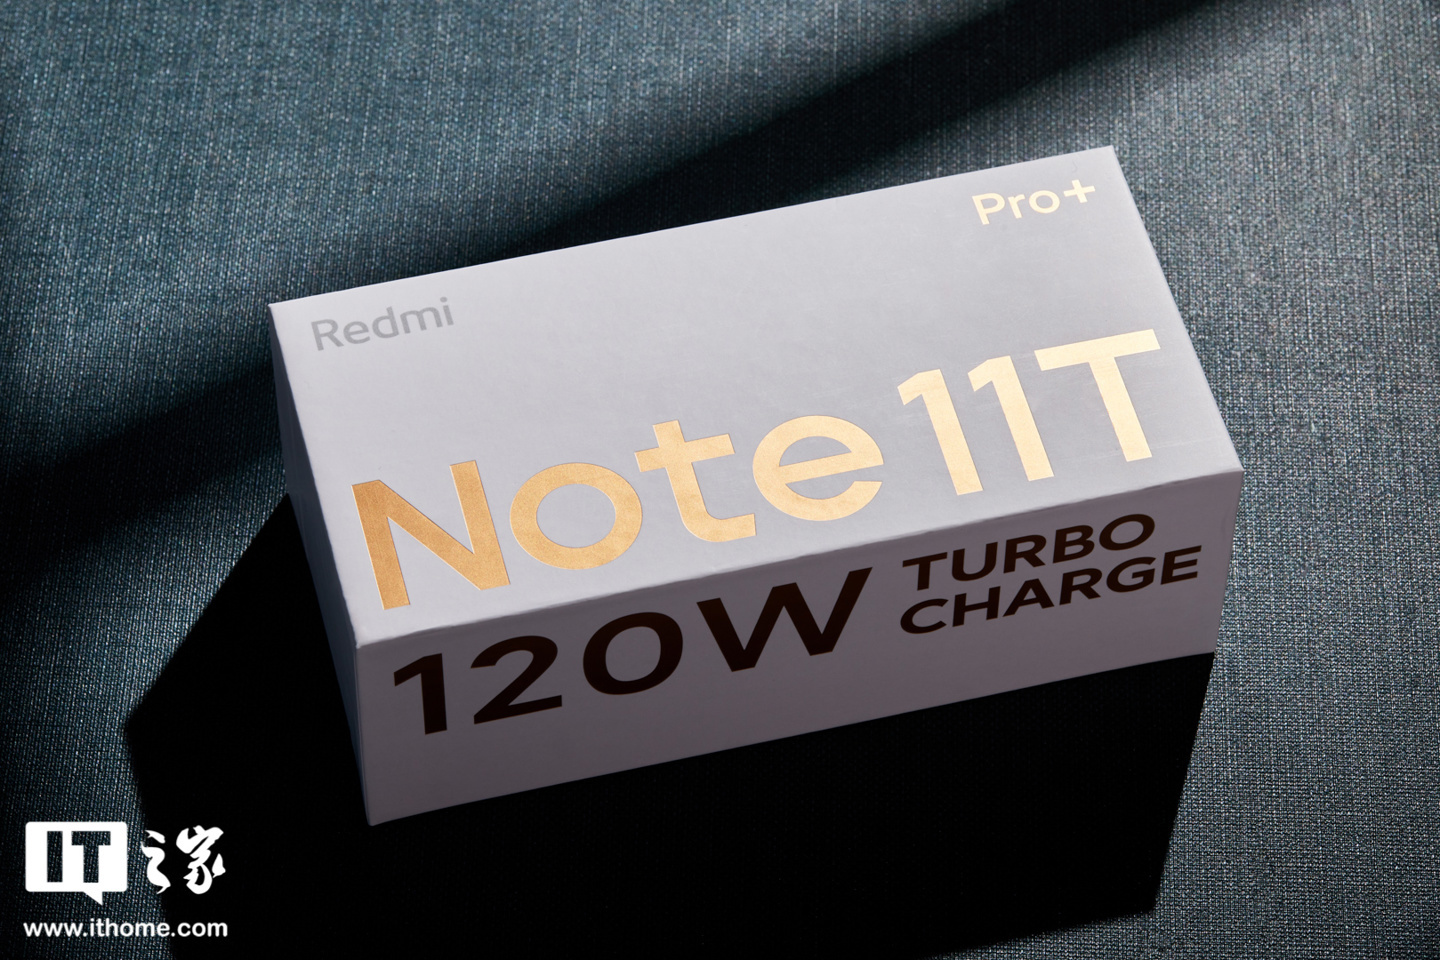 Pro+
Redmi
Note 11T
120W TURBO
CHARGE
IT之家
www.ithome.com